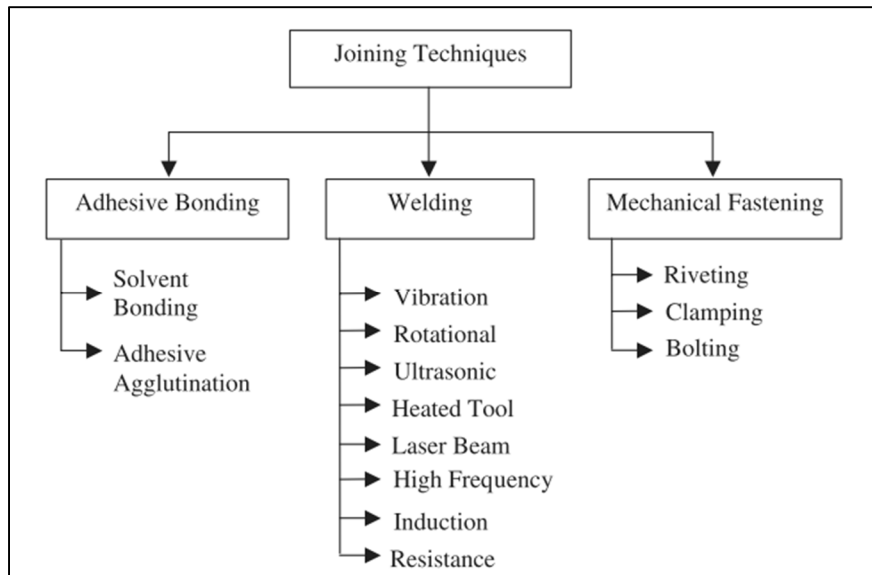 Joining Techniques
Adhesive Bonding
Solvent
Bonding
Adhesive
Agglutination
Welding
Vibration
Rotational
Ultrasonic
Heated Tool
Laser Beam
High Frequency
Induction
Resistance
Mechanical Fastening
Riveting
Clamping
Bolting